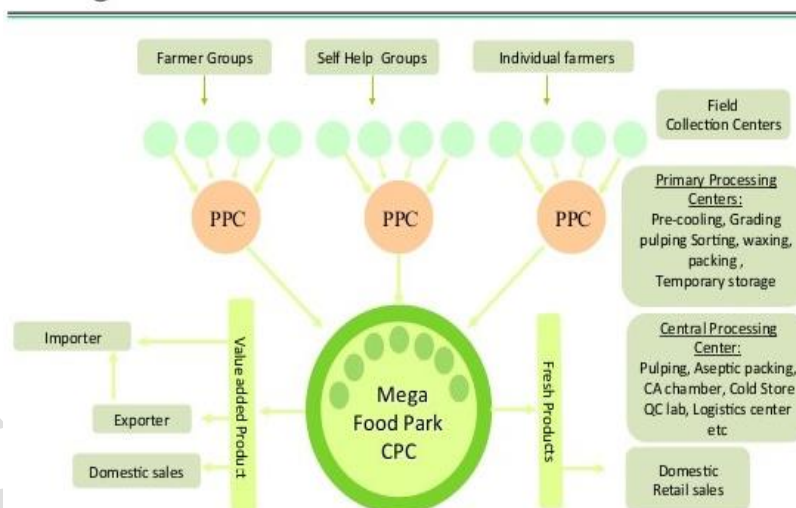 Farmer Groups
Self Help Groups
Individual farmers
Field
Collection Centers
PPC
PPC
PPC
Primary Processing
Centers:
Pre-cooling, Grading
pulping Sorting, waxing,
packing ,
Temporary storage
Importer
Exporter
Domestic sales
Value added Product
Mega
Food Park
CPC
Fresh Products
Central Processing
Center:
Pulping, Aseptic packing,
CA chamber, Cold Store
QC lab, Logistics center
etc
Domestic
Retail sales